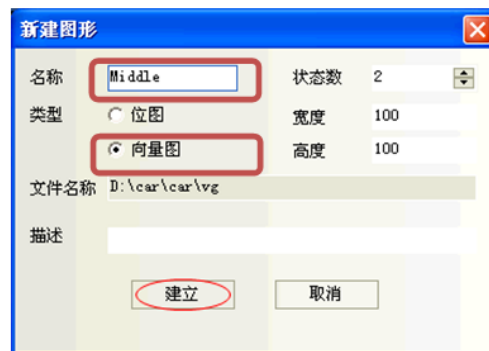 新建图形
名称 Middle 状态数 2
类型 位图 宽度 100
向量图 高度 100
文件名称 D:\car\car\vg
描述
建立 取消